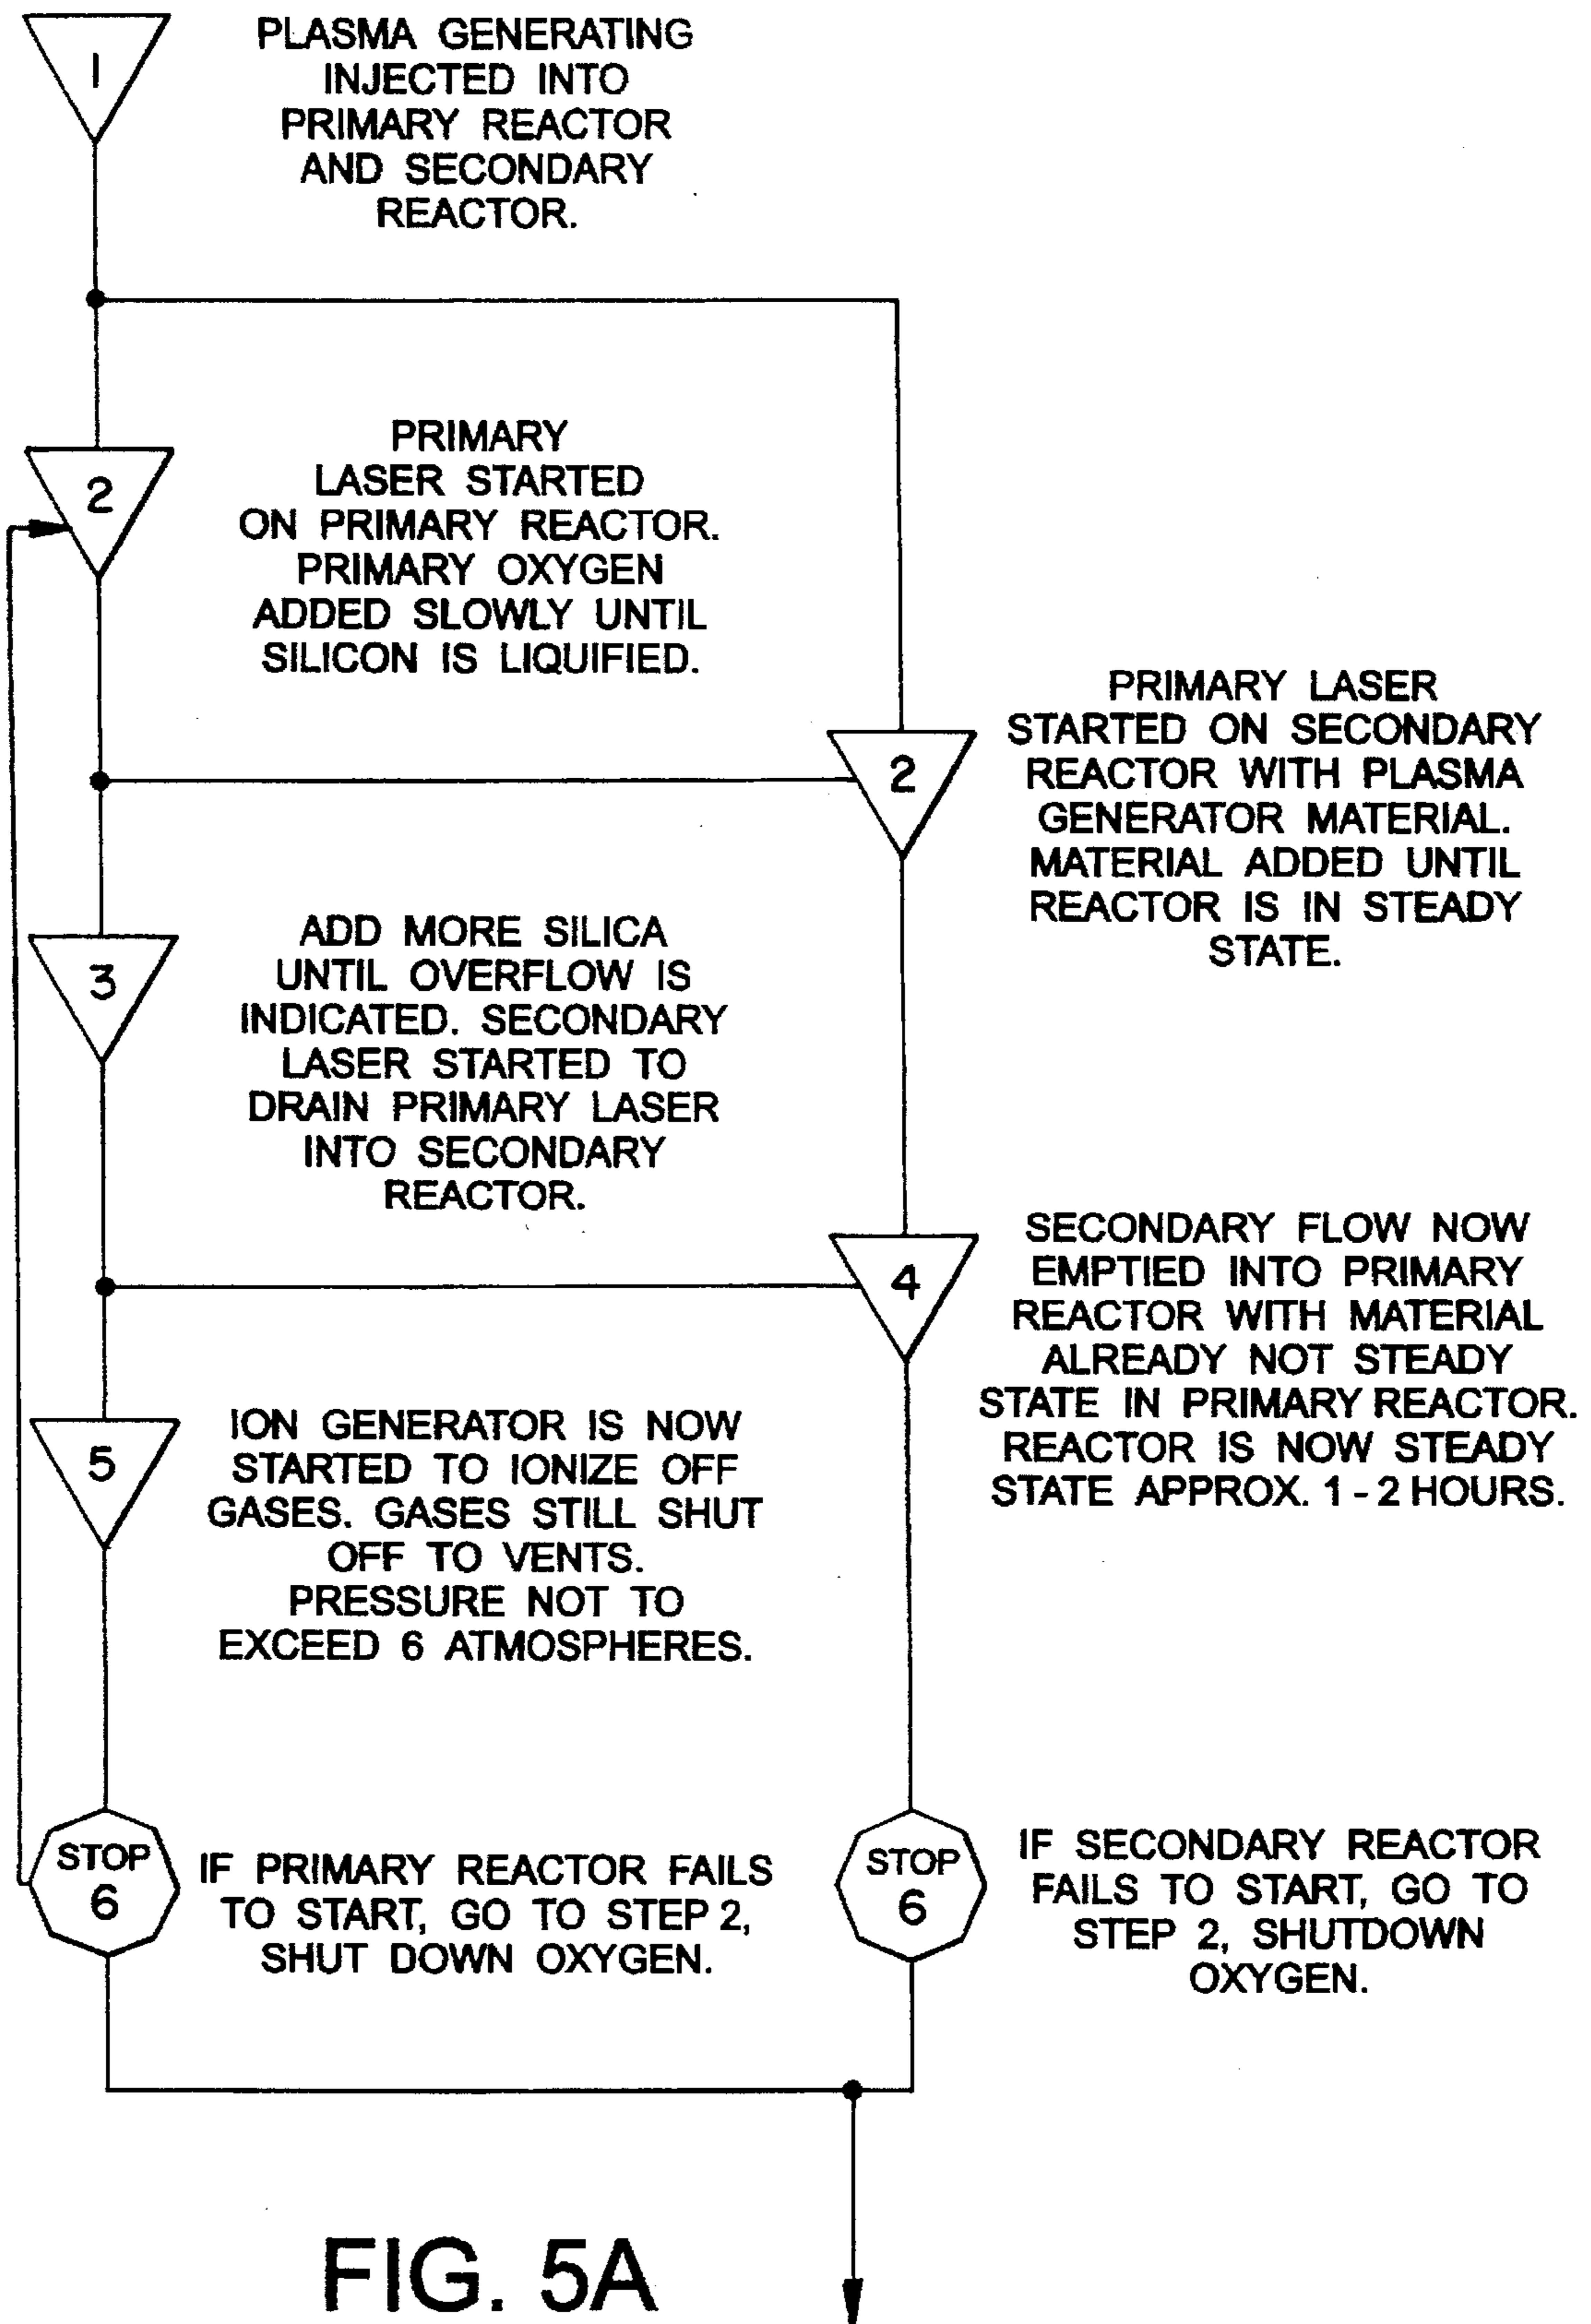 1
PLASMA GENERATING
INJECTED INTO
PRIMARY REACTOR
AND SECONDARY
REACTOR.
2
PRIMARY
LASER STARTED
ON PRIMARY REACTOR.
PRIMARY OXYGEN
ADDED SLOWLY UNTIL
SILICON IS LIQUIFIED.
2
PRIMARY LASER
STARTED ON SECONDARY
REACTOR WITH PLASMA
GENERATOR MATERIAL.
MATERIAL ADDED UNTIL
REACTOR IS IN STEADY
STATE.
3
ADD MORE SILICA
UNTIL OVERFLOW IS
INDICATED. SECONDARY
LASER STARTED TO
DRAIN PRIMARY LASER
INTO SECONDARY
REACTOR.
4
SECONDARY FLOW NOW
EMPTIED INTO PRIMARY
REACTOR WITH MATERIAL
ALREADY NOT STEADY
STATE IN PRIMARY REACTOR.
REACTOR IS NOW STEADY
STATE APPROX. 1-2 HOURS.
5
ION GENERATOR IS NOW
STARTED TO IONIZE OFF
GASES. GASES STILL SHUT
OFF TO VENTS.
PRESSURE NOT TO
EXCEED 6 ATMOSPHERES.
STOP
6
IF PRIMARY REACTOR FAILS
TO START, GO TO STEP 2,
SHUT DOWN OXYGEN.
STOP
6
IF SECONDARY REACTOR
FAILS TO START, GO TO
STEP 2, SHUTDOWN
OXYGEN.
FIG. 5A